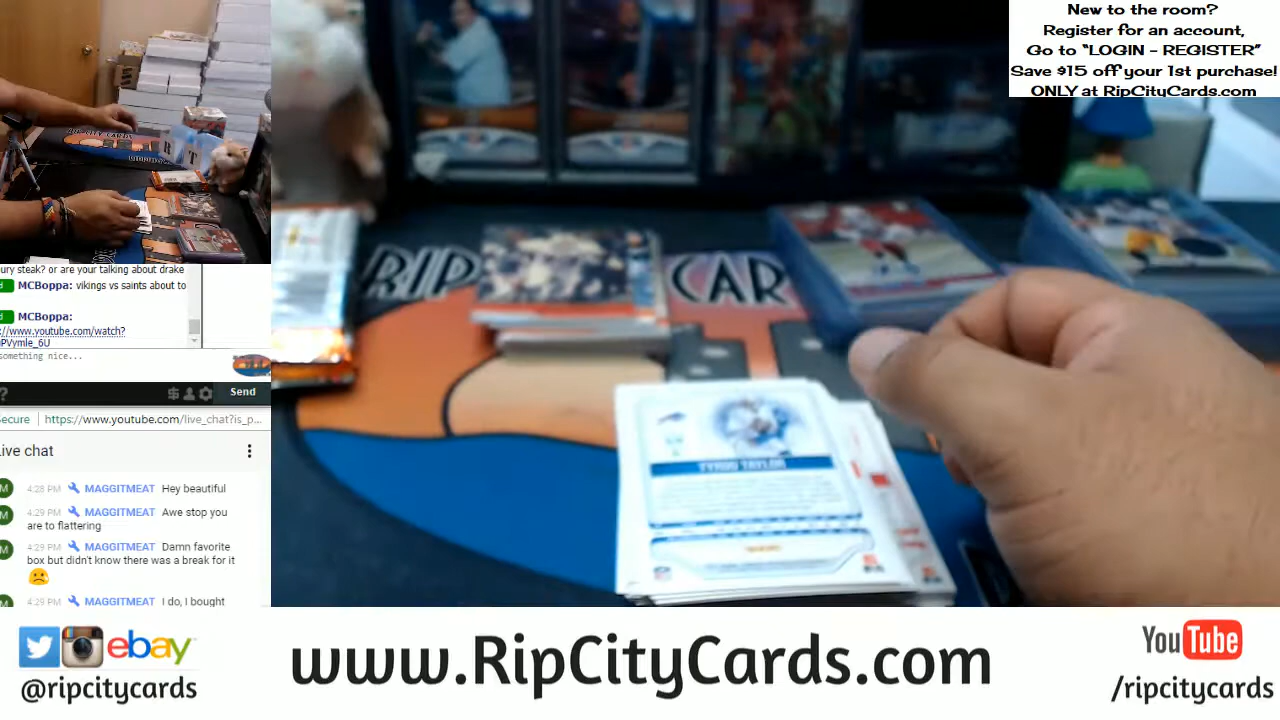 New to the room?
Register for an account,
Go to “LOGIN – REGISTER”
Save $15 off your 1st purchase!
ONLY at RipCityCards.com
RIP CITY CARDS
ury steak? or are your talking about drake
MCBoppa: vikings vs saints about to
MCBoppa:
://www.youtube.com/watch?
PVymle_6U
something nice...
Send
ecure | https://www.youtube.com/live_chat?is_p...
ive chat
M 4:28 PM MAGGITMEAT Hey beautiful
M 4:29 PM MAGGITMEAT Awe stop you
are to flattering
M 4:29 PM MAGGITMEAT Damn favorite
box but didn't know there was a break for it
M 4:29 PM MAGGITMEAT I do, I bought
RIP CAR
TYROD TAYLOR
ebay
@ripcitycards
www.RipCityCards.com
YouTube
/ripcitycards